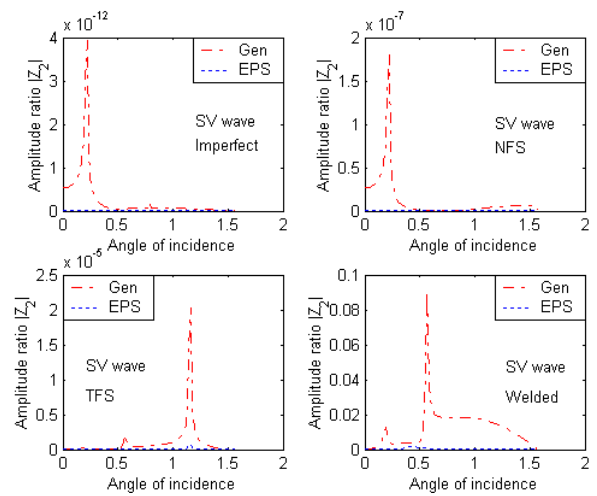 x 10⁻¹²
Amplitude ratio |Z₂|
4
3
2
1
0
0 0.5 1 1.5 2
Angle of incidence
Gen
EPS
SV wave
Imperfect
x 10⁻⁷
Amplitude ratio |Z₂|
2
1.5
1
0.5
0
0 0.5 1 1.5 2
Angle of incidence
Gen
EPS
SV wave
NFS
x 10⁻⁵
Amplitude ratio |Z₂|
2.5
2
1.5
1
0.5
0
0 0.5 1 1.5 2
Angle of incidence
Gen
EPS
SV wave
TFS
Amplitude ratio |Z₂|
0.1
0.08
0.06
0.04
0.02
0
0 0.5 1 1.5 2
Angle of incidence
Gen
EPS
SV wave
Welded